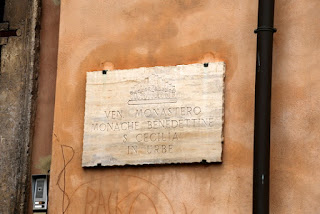 VEN. MONASTERO
MONACHE BENEDETTINE
S. CECILIA
IN URBE